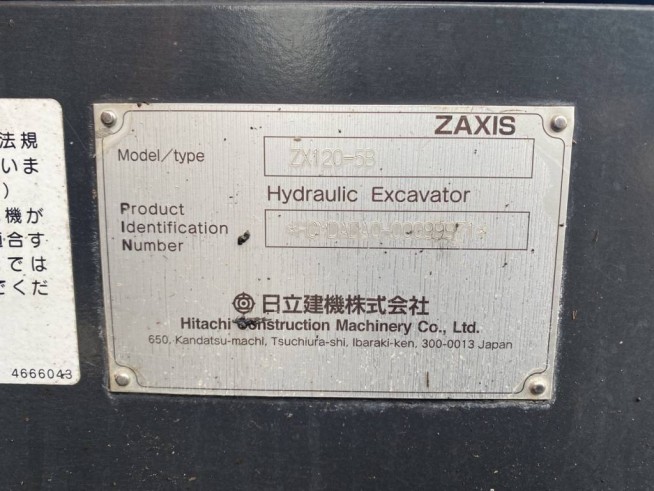 法規
いま
)
機が
適合す
では
くだ
4666043
ZAXIS
Model/type
ZX120-5B
Hydraulic Excavator
Product
Identification
Number
日立建機株式会社
Hitachi Construction Machinery Co., Ltd.
650, Kandatsu-machi, Tsuchiura-shi, Ibaraki-ken, 300-0013 Japan